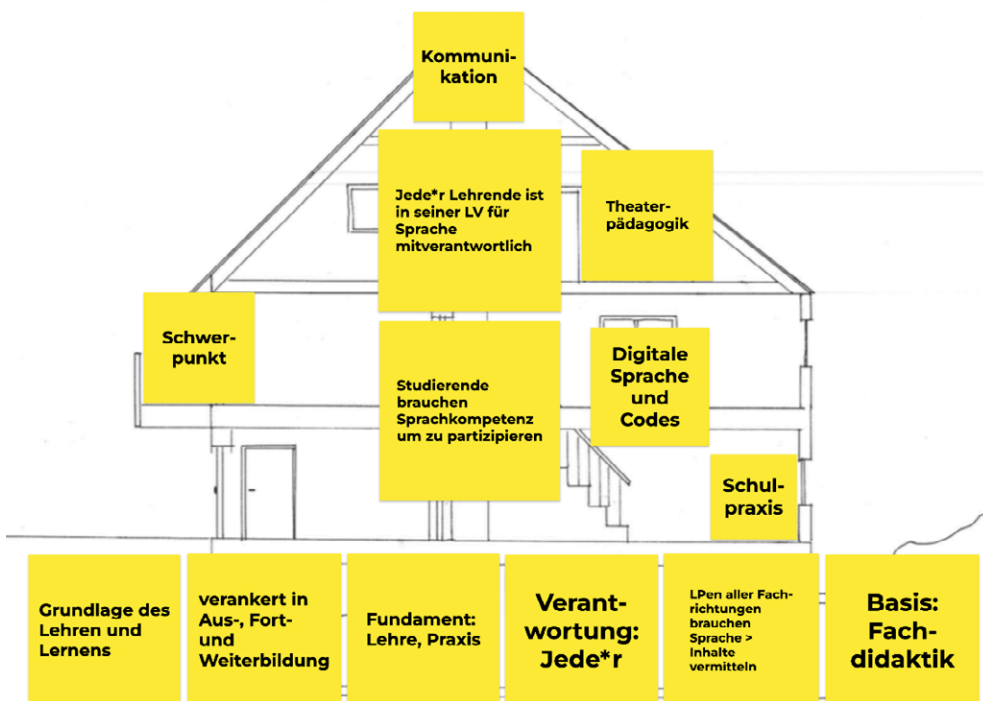 Kommuni-
kation
Jede*r Lehrende ist
in seiner LV für
Sprache
mitverantwortlich
Theater-
pädagogik
Schwer-
punkt
Studierende
brauchen
Sprachkompetenz
um zu partizipieren
Digitale
Sprache
und
Codes
Schul-
praxis
Grundlage des
Lehren und
Lernens
verankert in
Aus-, Fort-
und
Weiterbildung
Fundament:
Lehre, Praxis
Verant-
wortung:
Jede*r
LPen aller Fach-
richtungen
brauchen
Sprache >
Inhalte
vermitteln
Basis:
Fach-
didaktik